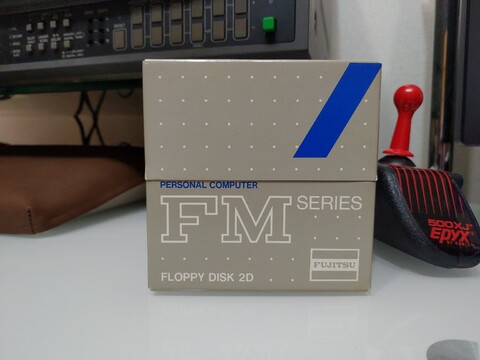 PERSONAL COMPUTER
FM SERIES
FLOPPY DISK 2D
FUJITSU
500XJ
EPYX